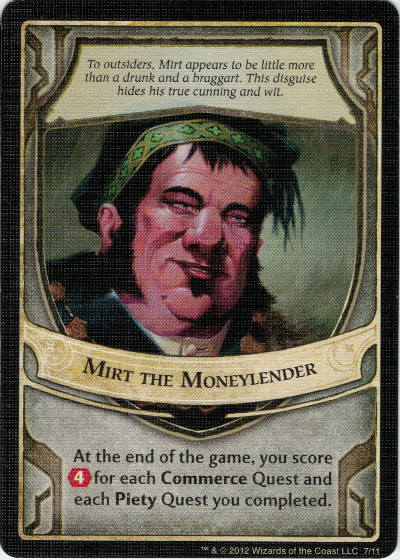 To outsiders, Mirt appears to be little more
than a drunk and a braggart. This disguise
hides his true cunning and wit.
Mirt the Moneylender
At the end of the game, you score
4 for each Commerce Quest and
each Piety Quest you completed.
™ & © 2012 Wizards of the Coast LLC 7/11